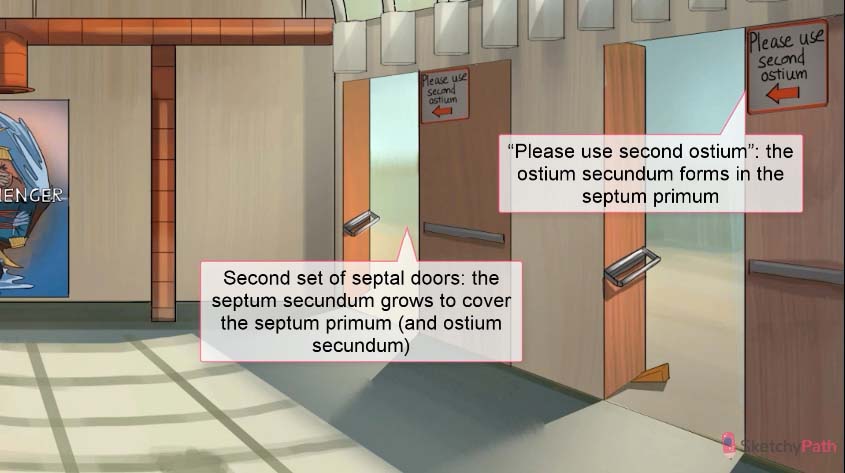 Please use
second
ostium
Please use
second
ostium
"Please use second ostium": the
ostium secundum forms in the
septum primum
Second set of septal doors: the
septum secundum grows to cover
the septum primum (and ostium
secundum)
SketchyPath